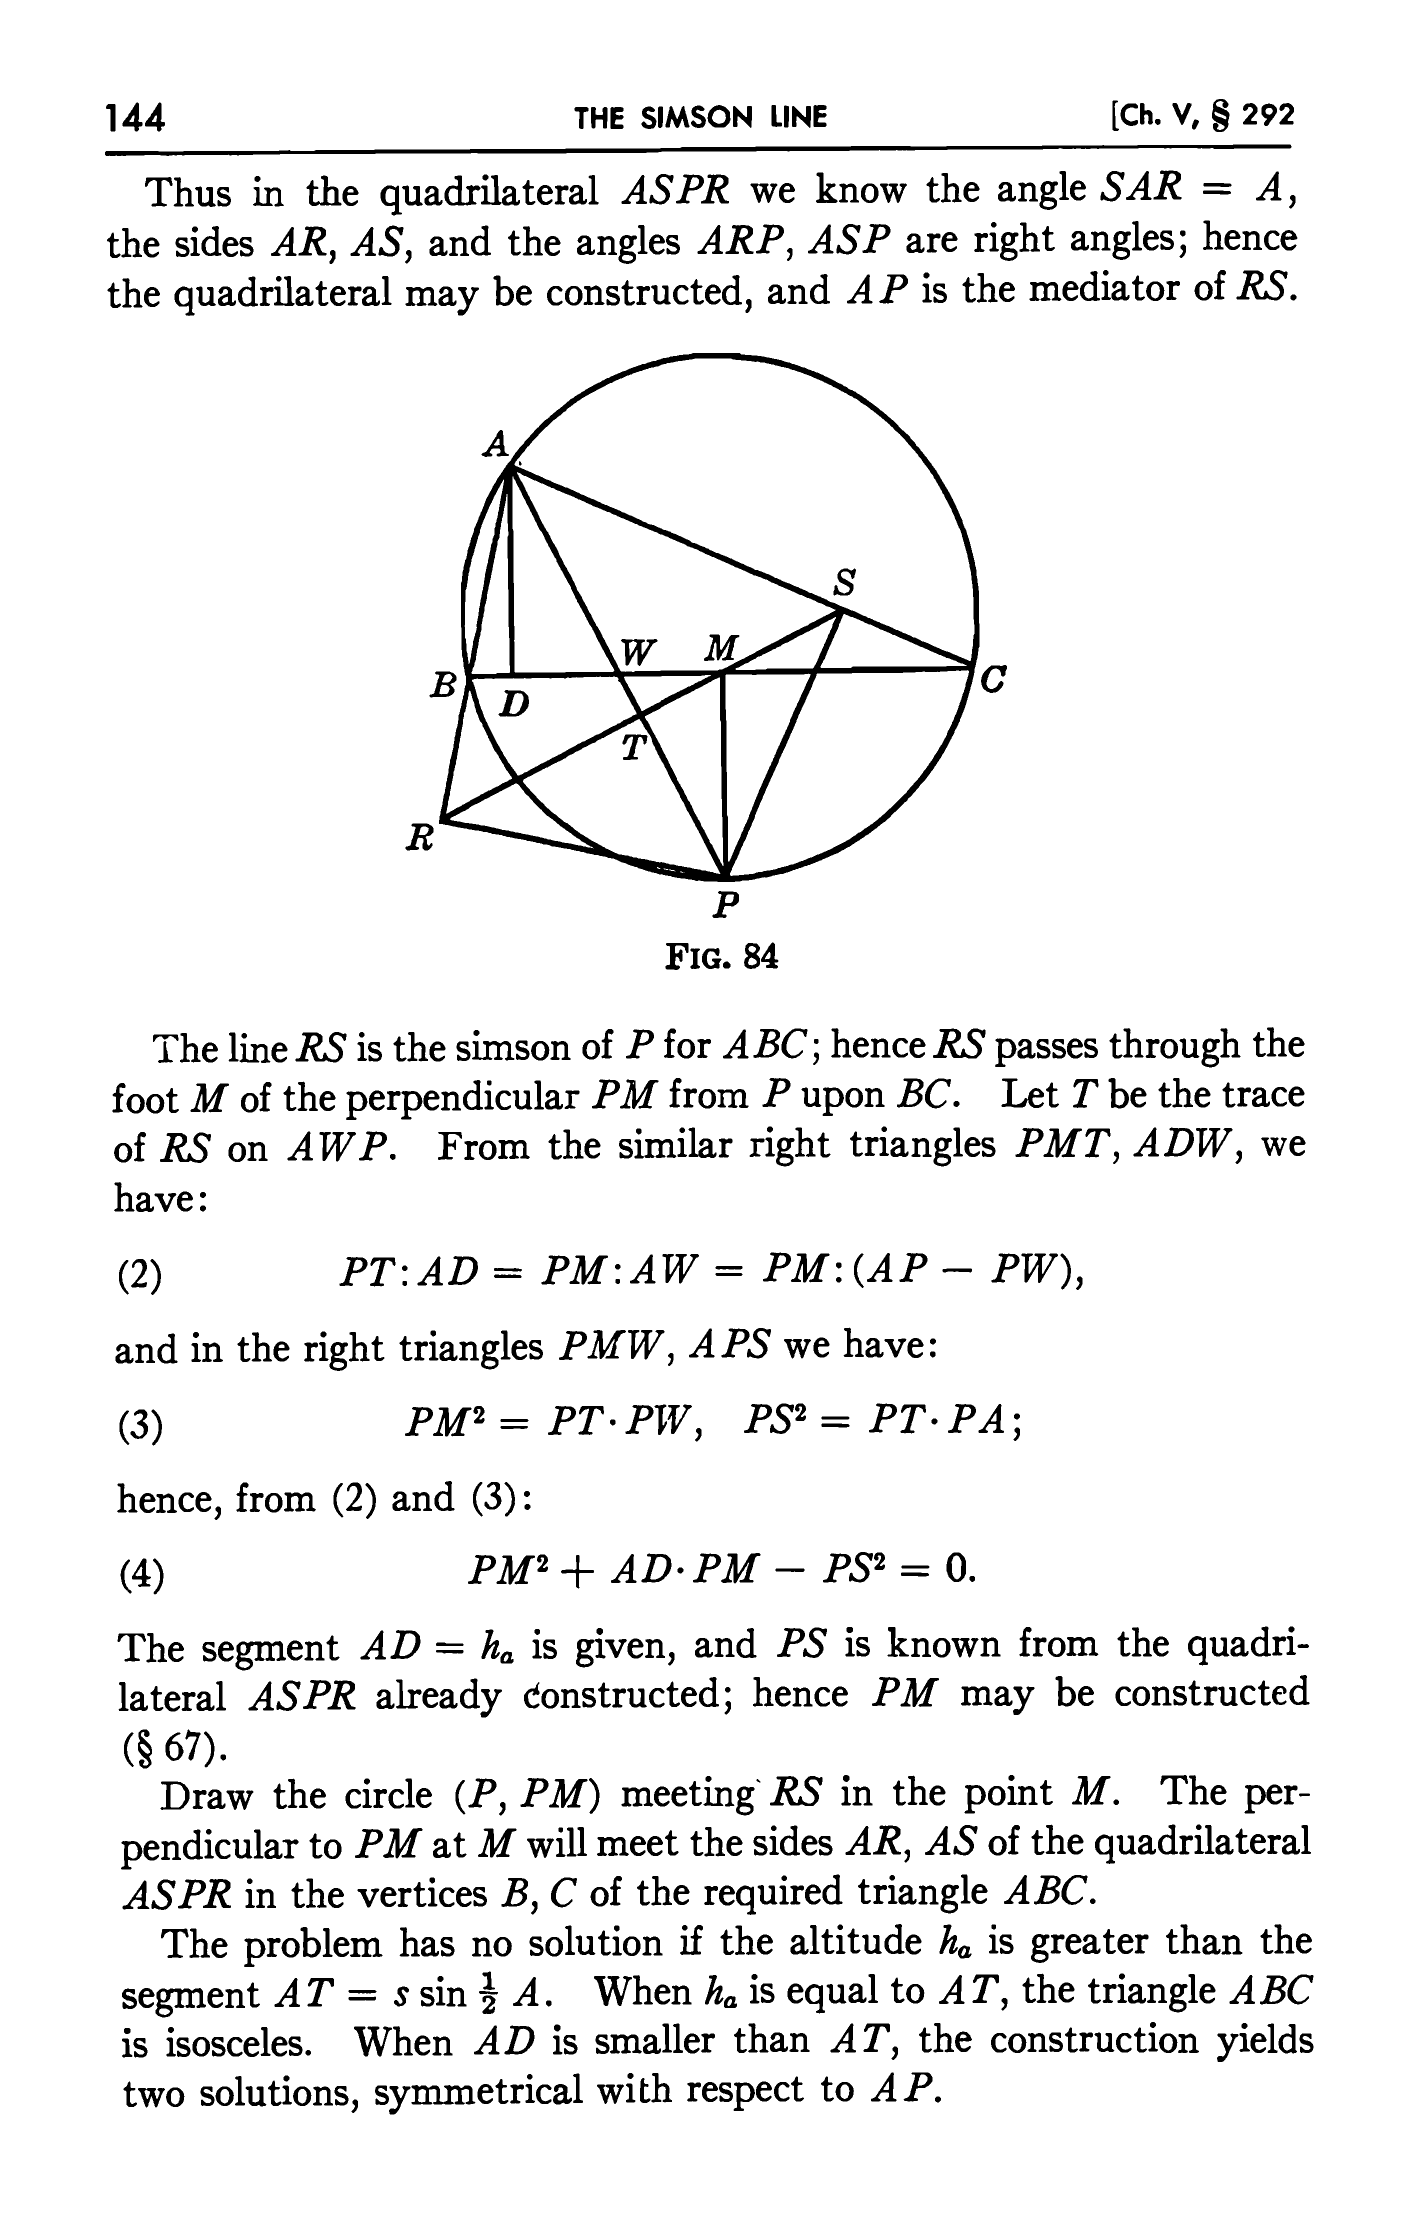 144 THE SIMSON LINE [Ch. V, § 292
Thus in the quadrilateral ASPR we know the angle SAR = A,
the sides AR, AS, and the angles ARP, ASP are right angles; hence
the quadrilateral may be constructed, and AP is the mediator of RS.
A
S
W M
B D C
T
R
P
FIG. 84
The line RS is the simson of P for ABC; hence RS passes through the
foot M of the perpendicular PM from P upon BC. Let T be the trace
of RS on AWP. From the similar right triangles PMT, ADW, we
have:
(2) PT:AD = PM:AW = PM:(AP − PW),
and in the right triangles PMW, APS we have:
(3) PM² = PT·PW, PS² = PT·PA;
hence, from (2) and (3):
(4) PM² + AD·PM − PS² = 0.
The segment AD = hₐ is given, and PS is known from the quadri-
lateral ASPR already constructed; hence PM may be constructed
(§ 67).
Draw the circle (P, PM) meeting RS in the point M. The per-
pendicular to PM at M will meet the sides AR, AS of the quadrilateral
ASPR in the vertices B, C of the required triangle ABC.
The problem has no solution if the altitude hₐ is greater than the
segment AT = s sin ½ A. When hₐ is equal to AT, the triangle ABC
is isosceles. When AD is smaller than AT, the construction yields
two solutions, symmetrical with respect to AP.